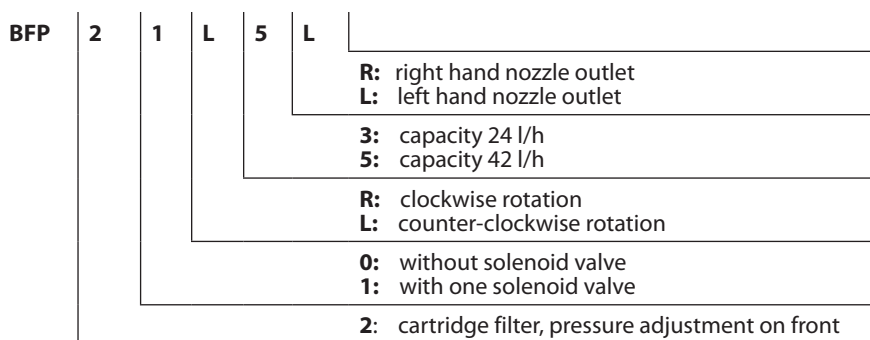 BFP 2 1 L 5 L
R: right hand nozzle outlet
L: left hand nozzle outlet
3: capacity 24 l/h
5: capacity 42 l/h
R: clockwise rotation
L: counter-clockwise rotation
0: without solenoid valve
1: with one solenoid valve
2: cartridge filter, pressure adjustment on front